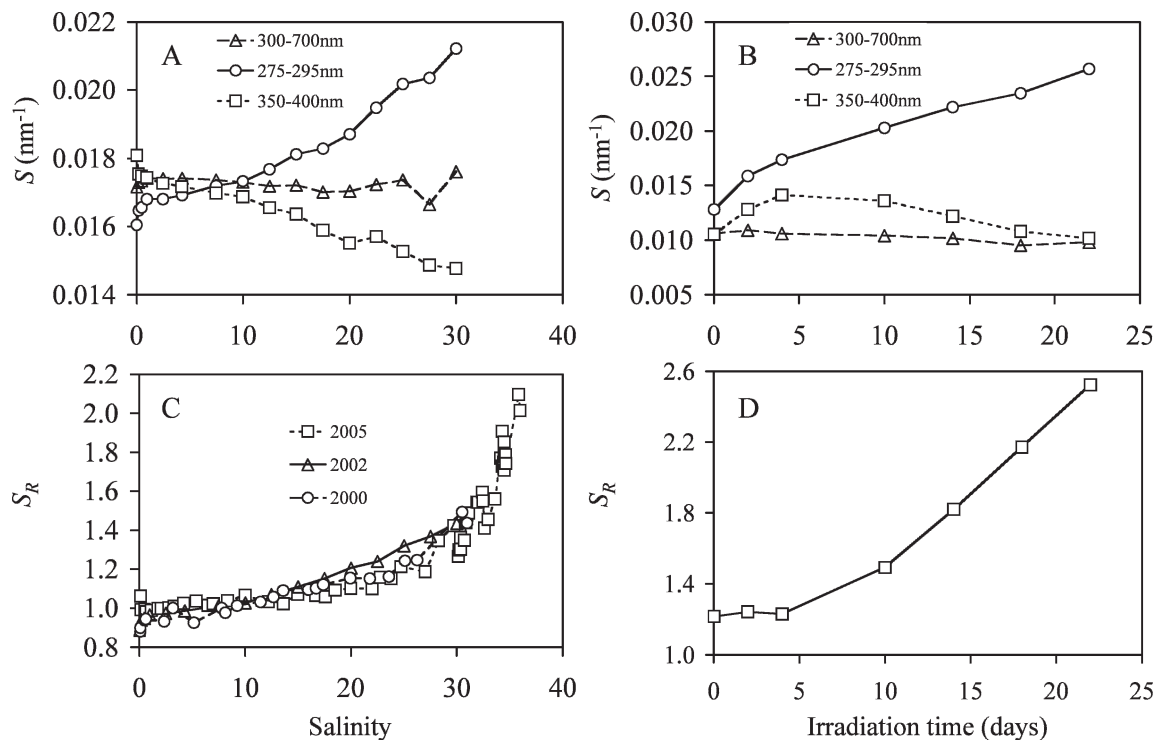 A
300-700nm
275-295nm
350-400nm
S (nm⁻¹)
0.022
0.020
0.018
0.016
0.014
0 10 20 30 40
B
300-700nm
275-295nm
350-400nm
S (nm⁻¹)
0.030
0.025
0.020
0.015
0.010
0.005
0 5 10 15 20 25
C
2005
2002
2000
S_R
2.2
2.0
1.8
1.6
1.4
1.2
1.0
0.8
0 10 20 30 40
Salinity
D
S_R
2.6
2.2
1.8
1.4
1.0
0 5 10 15 20 25
Irradiation time (days)